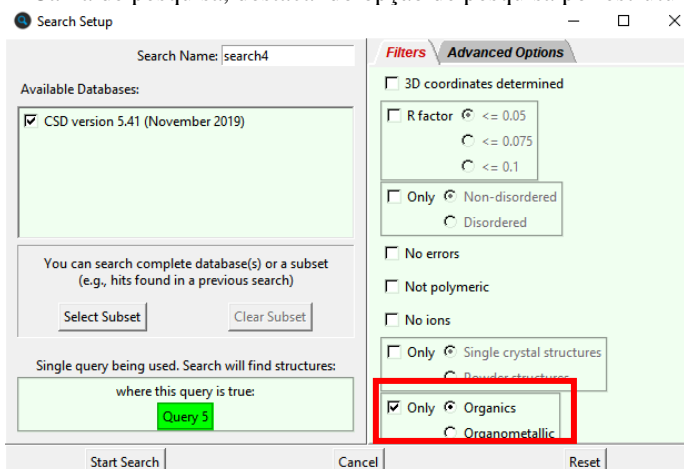 Search Setup
Search Name: search4
Available Databases:
CSD version 5.41 (November 2019)
You can search complete database(s) or a subset
(e.g., hits found in a previous search)
Select Subset
Clear Subset
Single query being used. Search will find structures:
where this query is true:
Query 5
Filters
Advanced Options
3D coordinates determined
R factor <= 0.05
<= 0.075
<= 0.1
Only Non-disordered
Disordered
No errors
Not polymeric
No ions
Only Single crystal structures
Powder structures
Only Organics
Organometallic
Start Search
Cancel
Reset